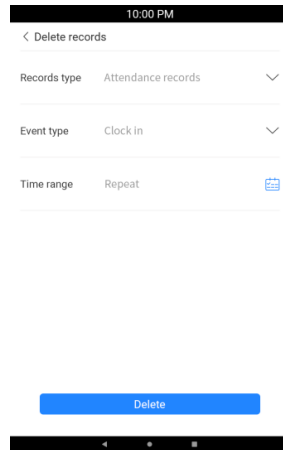 10:00 PM
Delete records
Records type Attendance records
Event type Clock in
Time range Repeat
Delete